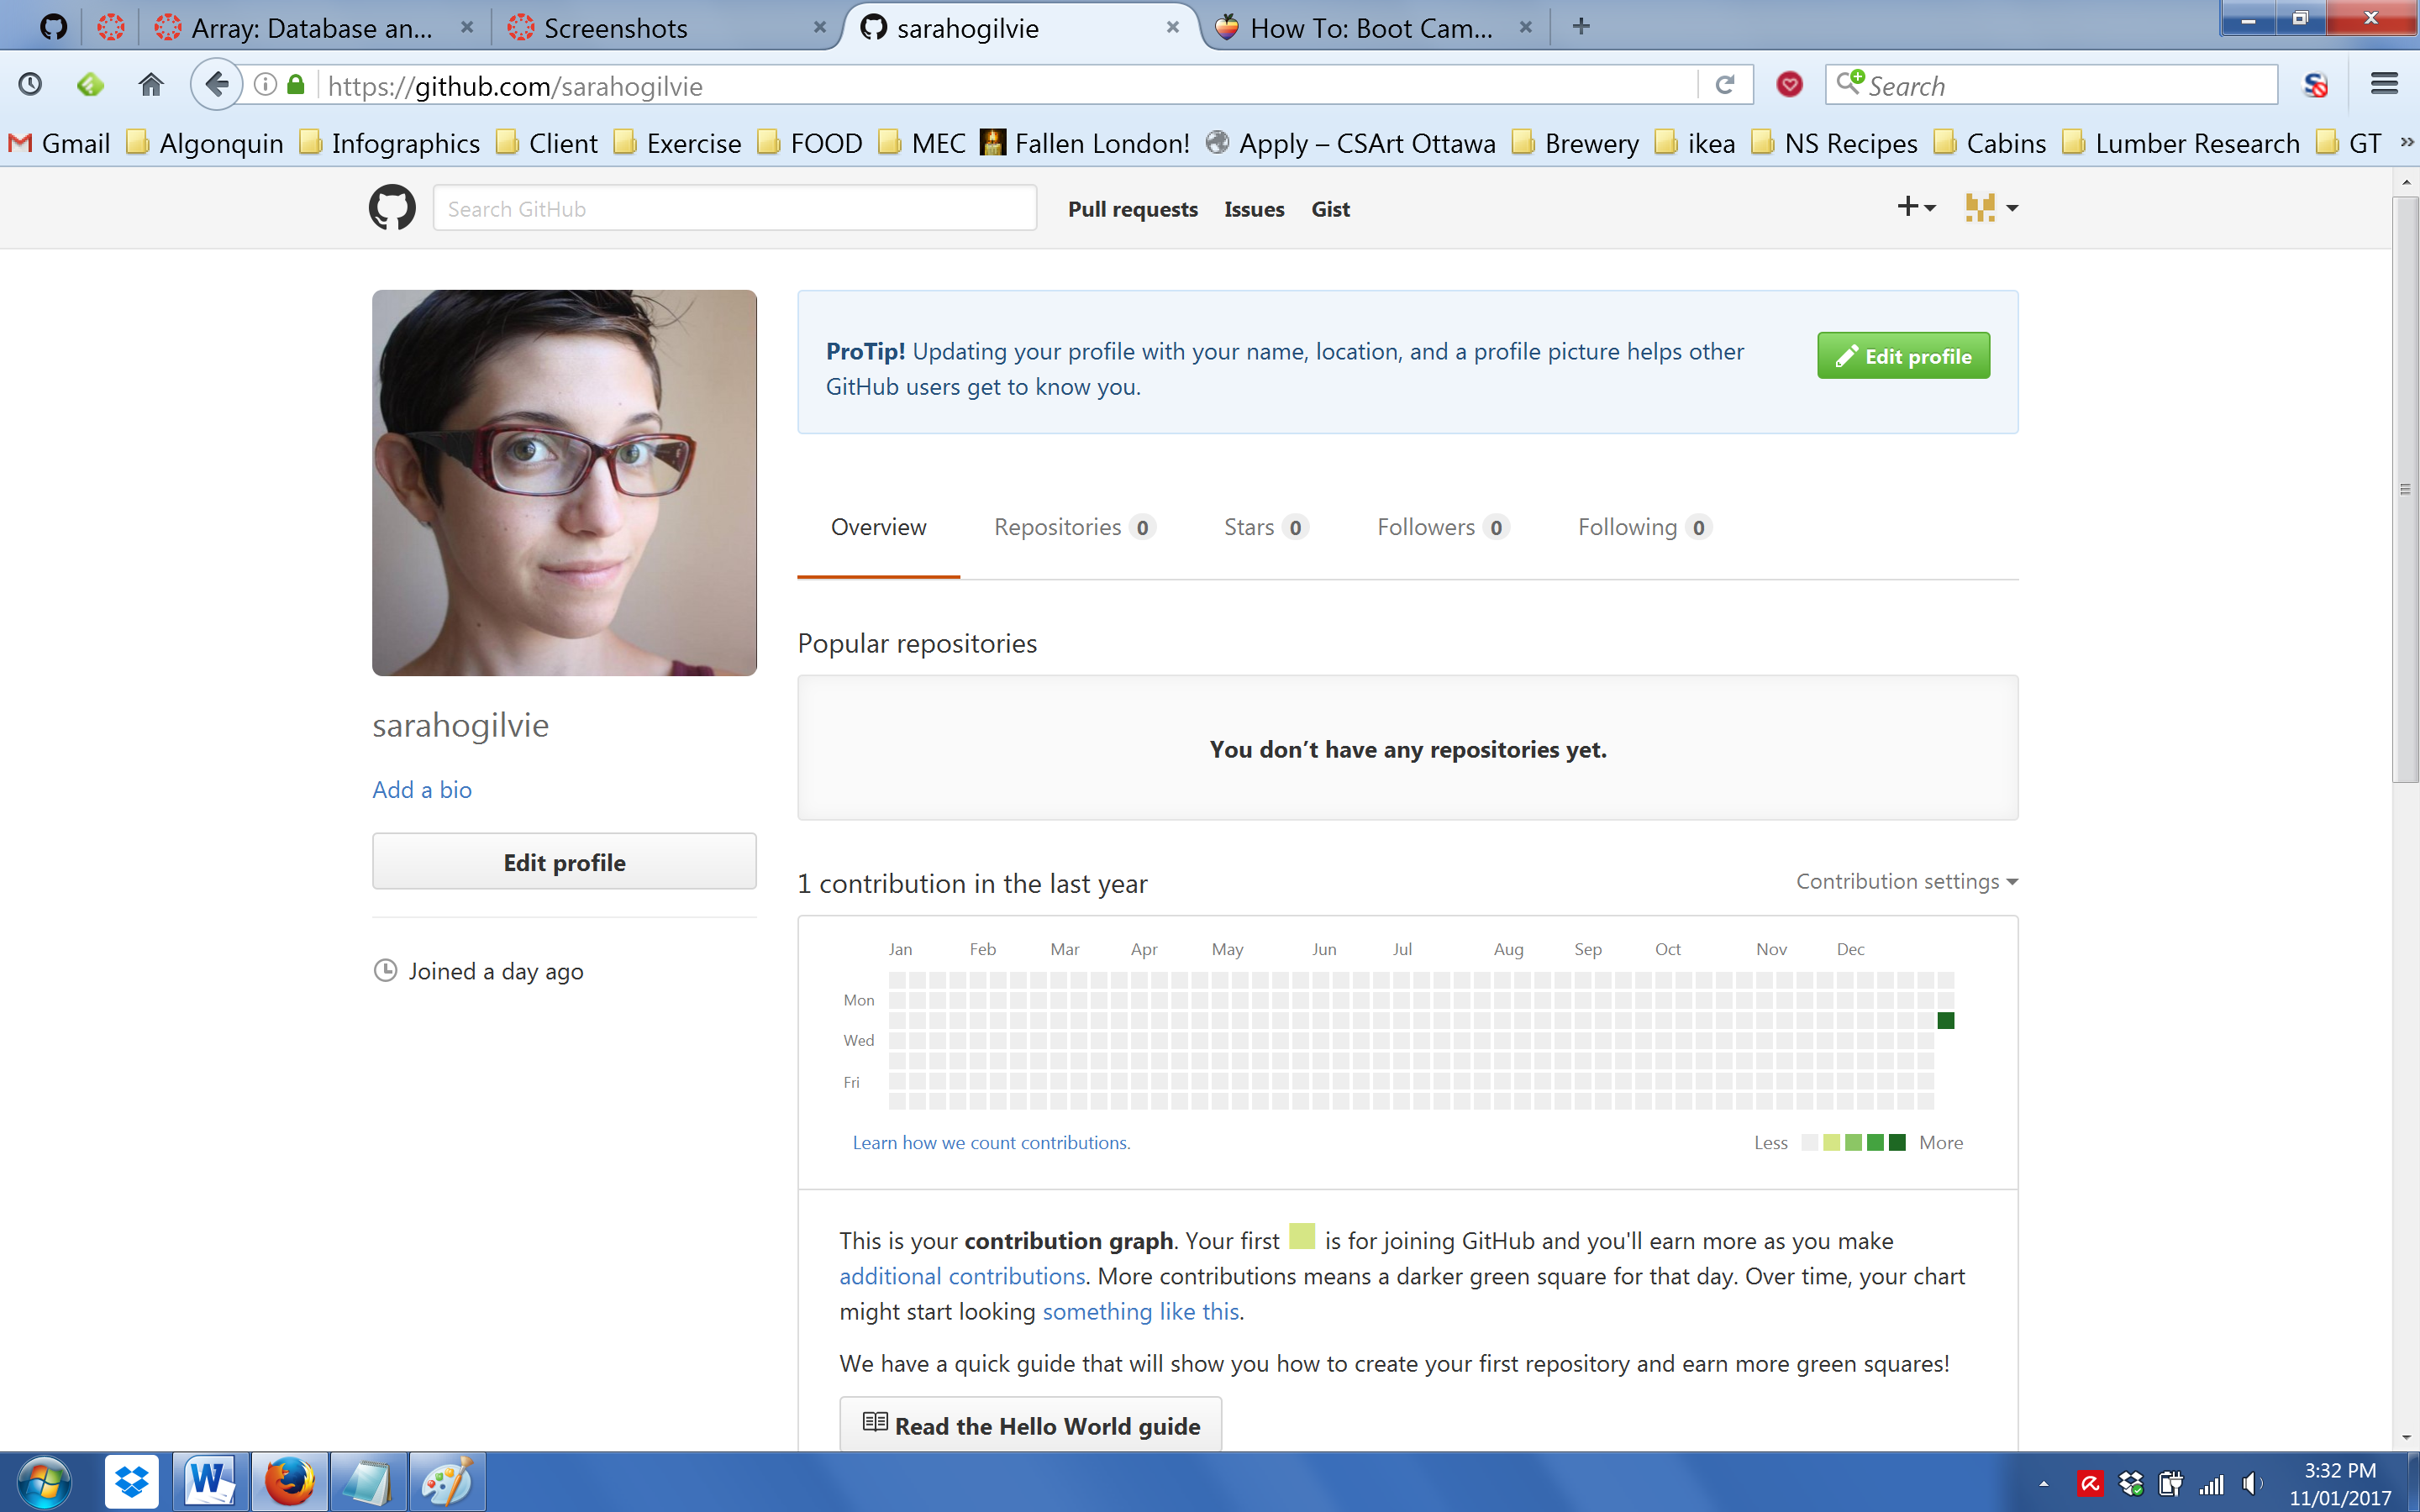 Array: Database an...
Screenshots
sarahogilvie
How To: Boot Cam...
https://github.com/sarahogilvie
Search
Gmail Algonquin Infographics Client Exercise FOOD MEC Fallen London! Apply – CSArt Ottawa Brewery ikea NS Recipes Cabins Lumber Research GT »
Search GitHub
Pull requests Issues Gist
ProTip! Updating your profile with your name, location, and a profile picture helps other
GitHub users get to know you.
Edit profile
Overview Repositories 0 Stars 0 Followers 0 Following 0
Popular repositories
You don’t have any repositories yet.
sarahogilvie
Add a bio
Edit profile
Joined a day ago
1 contribution in the last year
Contribution settings
Jan Feb Mar Apr May Jun Jul Aug Sep Oct Nov Dec
Mon
Wed
Fri
Learn how we count contributions.
Less More
This is your contribution graph. Your first is for joining GitHub and you'll earn more as you make
additional contributions. More contributions means a darker green square for that day. Over time, your chart
might start looking something like this.
We have a quick guide that will show you how to create your first repository and earn more green squares!
Read the Hello World guide
3:32 PM
11/01/2017